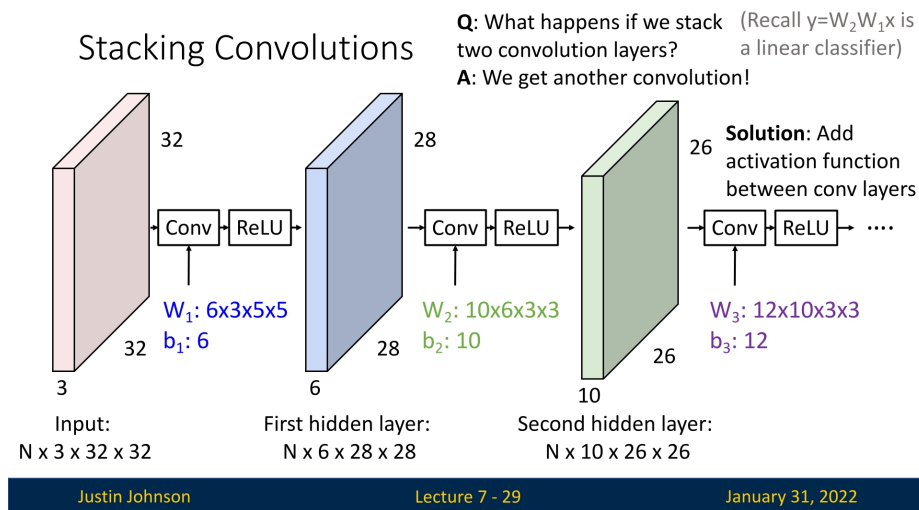 Stacking Convolutions
Q: What happens if we stack
two convolution layers?
A: We get another convolution!
(Recall y=W₂W₁x is
a linear classifier)
Solution: Add
activation function
between conv layers
32
32
3
Conv
ReLU
W₁: 6x3x5x5
b₁: 6
28
28
6
Conv
ReLU
W₂: 10x6x3x3
b₂: 10
26
26
10
Conv
ReLU
....
W₃: 12x10x3x3
b₃: 12
Input:
N x 3 x 32 x 32
First hidden layer:
N x 6 x 28 x 28
Second hidden layer:
N x 10 x 26 x 26
Justin Johnson
Lecture 7 - 29
January 31, 2022